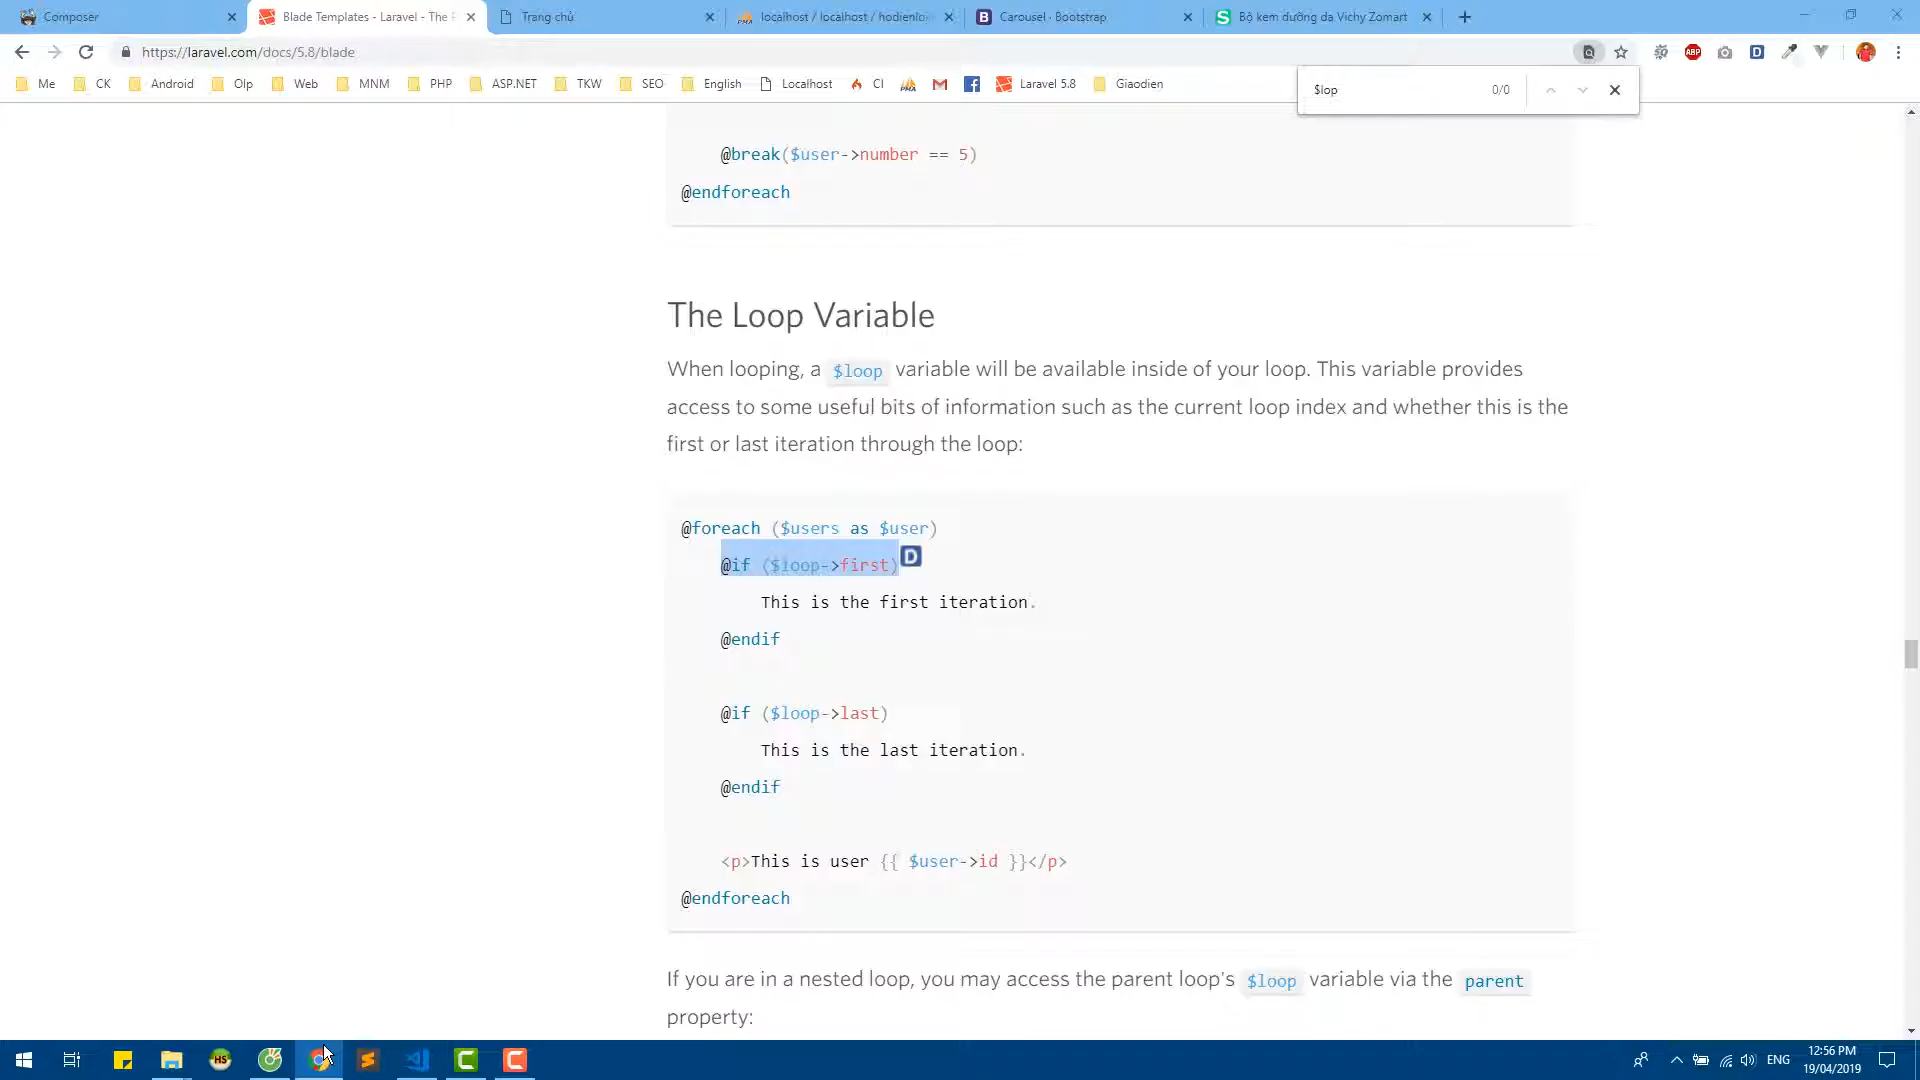 Composer
Blade Templates - Laravel - The P
Trang chủ
localhost / localhost / hodienlo
Carousel · Bootstrap
Bộ kem dưỡng da Vichy Zomart
https://laravel.com/docs/5.8/blade
Me
CK
Android
Olp
Web
MNM
PHP
ASP.NET
TKW
SEO
English
Localhost
CI
Laravel 5.8
Giaodien
$lop
0/0
@break($user->number == 5)
@endforeach
The Loop Variable
When looping, a $loop variable will be available inside of your loop. This variable provides
access to some useful bits of information such as the current loop index and whether this is the
first or last iteration through the loop:
@foreach ($users as $user)
@if ($loop->first)
This is the first iteration.
@endif
@if ($loop->last)
This is the last iteration.
@endif
<p>This is user {{ $user->id }}</p>
@endforeach
If you are in a nested loop, you may access the parent loop's $loop variable via the parent
property:
ENG
12:56 PM
19/04/2019